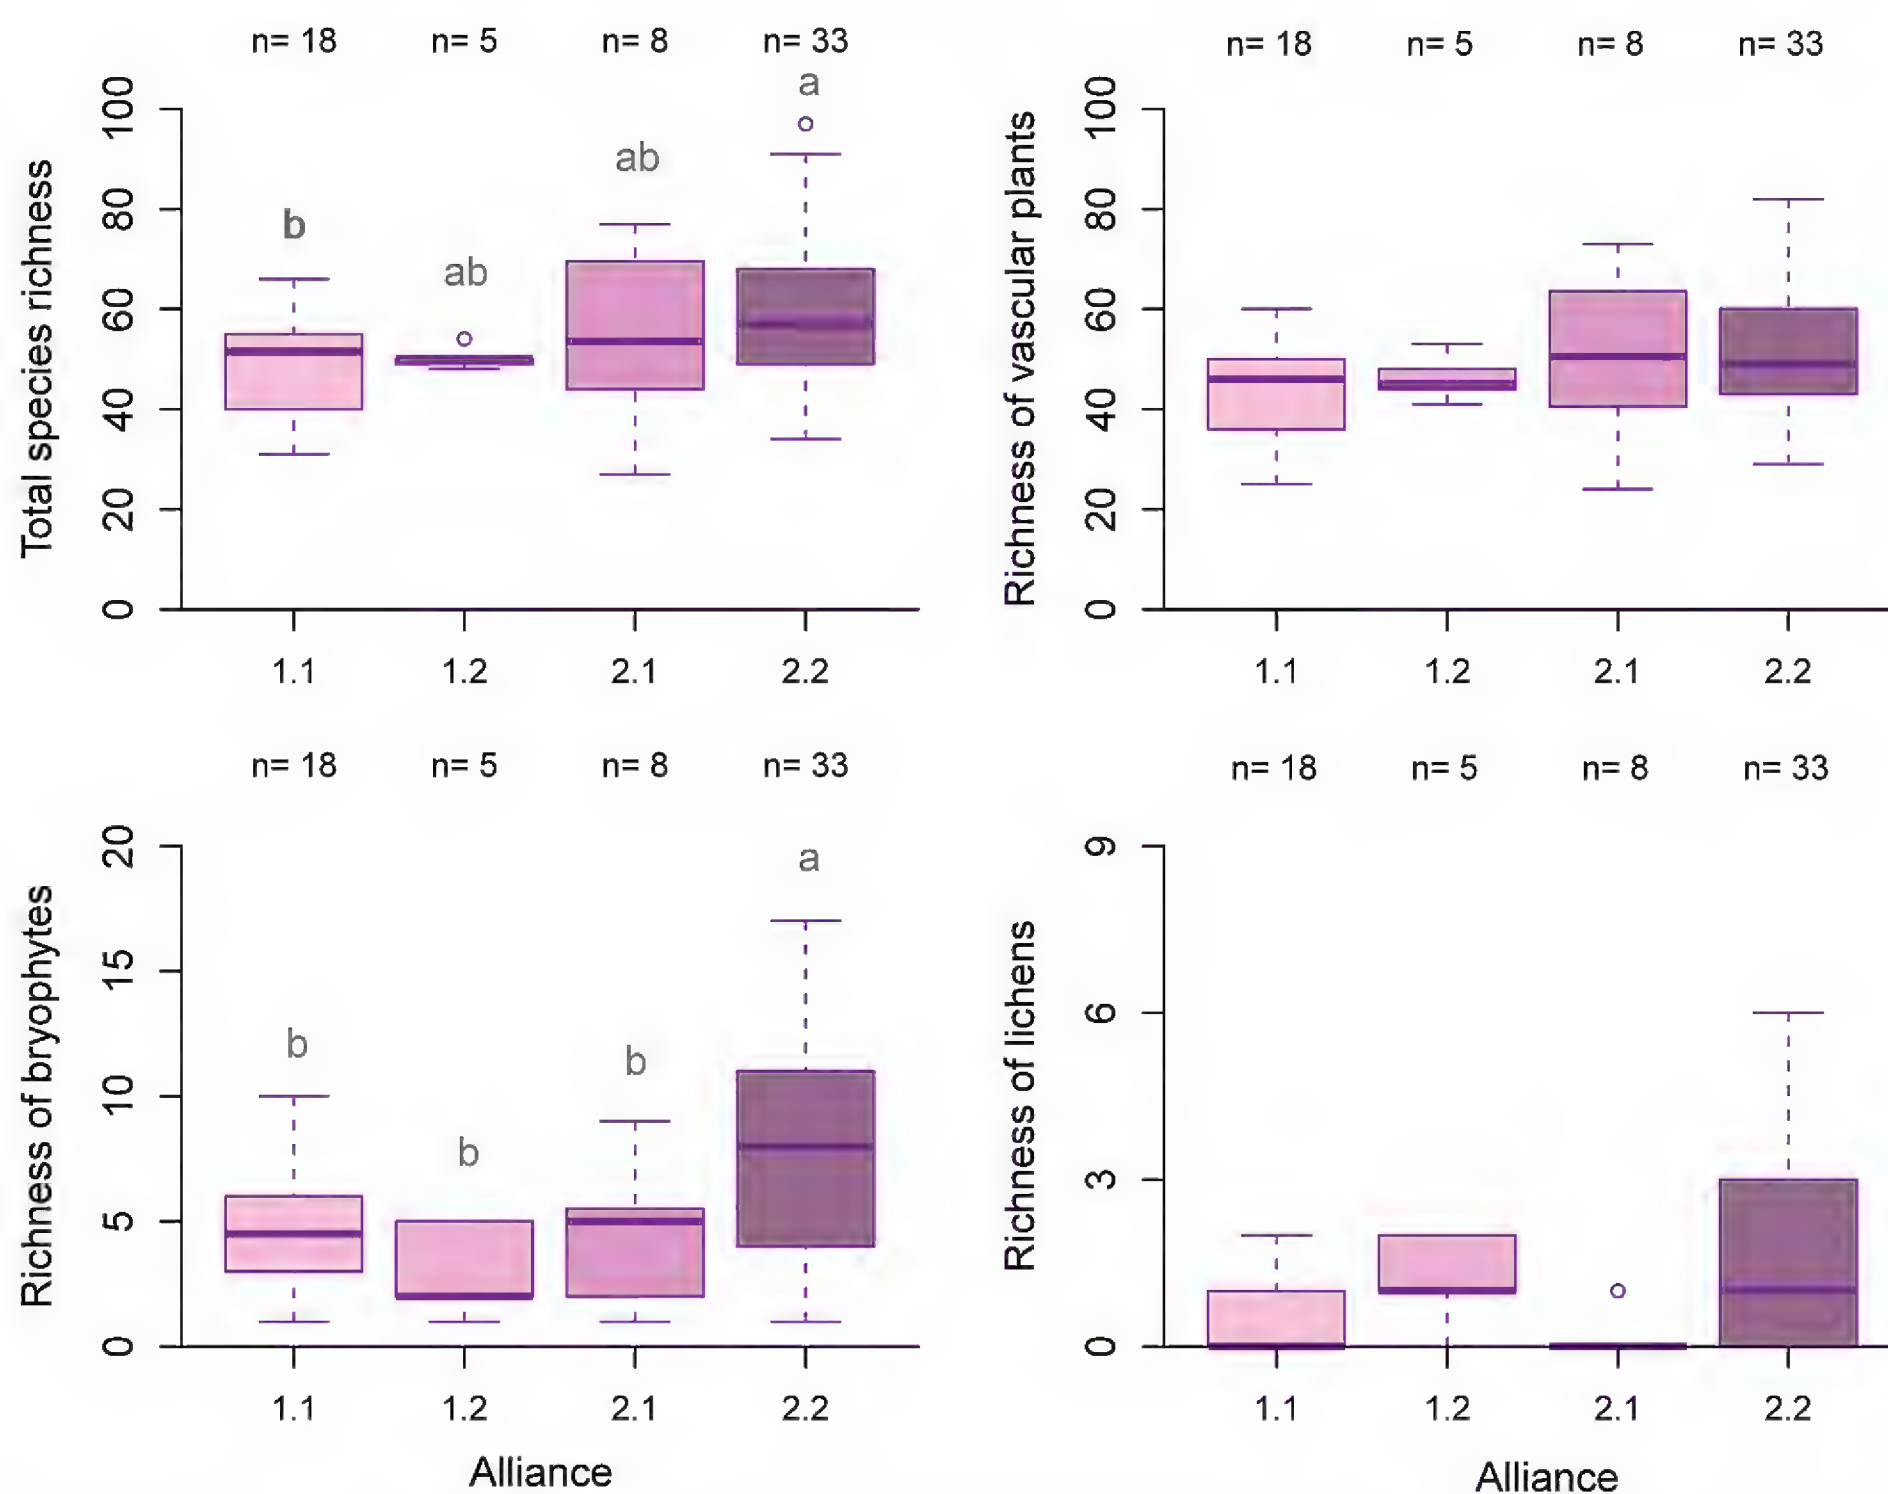 n= 18 n= 5 n= 8 n= 33
Total species richness
100
80
60
40
20
0
b
ab
ab
a
1.1 1.2 2.1 2.2
n= 18 n= 5 n= 8 n= 33
Richness of vascular plants
100
80
60
40
20
0
1.1 1.2 2.1 2.2
n= 18 n= 5 n= 8 n= 33
Richness of bryophytes
20
15
10
5
0
b
b
b
a
1.1 1.2 2.1 2.2
Alliance
n= 18 n= 5 n= 8 n= 33
Richness of lichens
9
6
3
0
1.1 1.2 2.1 2.2
Alliance